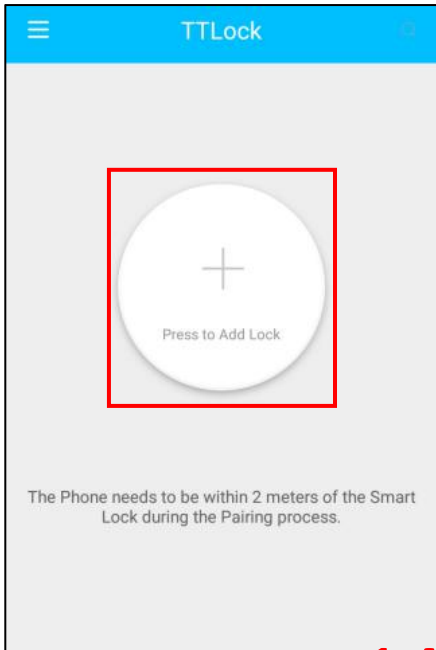 TTLock
Press to Add Lock
The Phone needs to be within 2 meters of the Smart
Lock during the Pairing process.